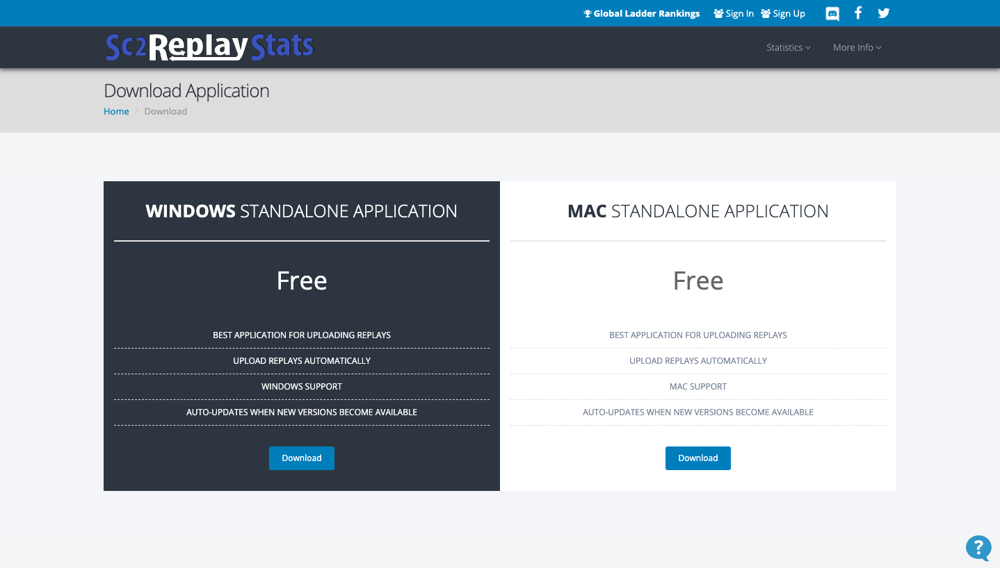 Global Ladder Rankings Sign In Sign Up
Sc2ReplayStats
Statistics More Info
Download Application
Home / Download
WINDOWS STANDALONE APPLICATION
Free
BEST APPLICATION FOR UPLOADING REPLAYS
UPLOAD REPLAYS AUTOMATICALLY
WINDOWS SUPPORT
AUTO-UPDATES WHEN NEW VERSIONS BECOME AVAILABLE
Download
MAC STANDALONE APPLICATION
Free
BEST APPLICATION FOR UPLOADING REPLAYS
UPLOAD REPLAYS AUTOMATICALLY
MAC SUPPORT
AUTO-UPDATES WHEN NEW VERSIONS BECOME AVAILABLE
Download
?